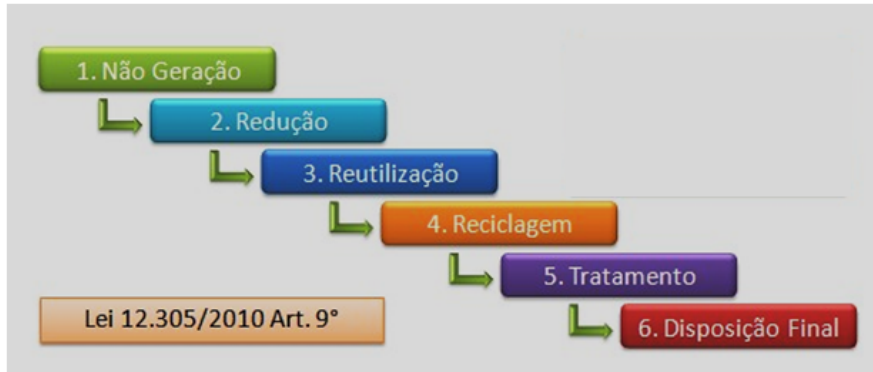 1. Não Geração
2. Redução
3. Reutilização
4. Reciclagem
5. Tratamento
Lei 12.305/2010 Art. 9°
6. Disposição Final